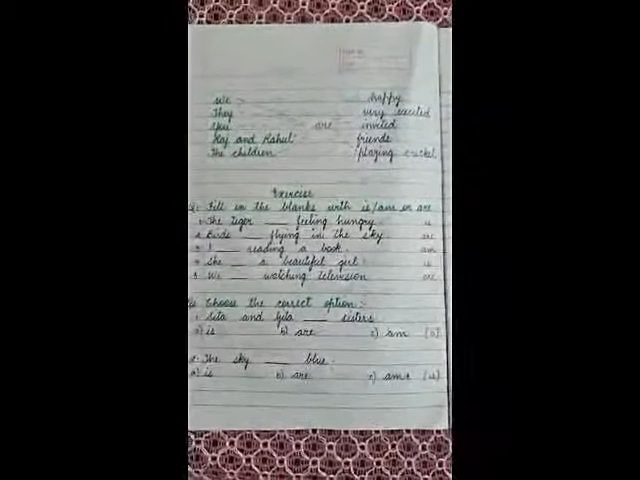 We happy
They very excited
You are invited
Raj and Rahul friends
The children playing cricket
Exercise
Fill in the blanks with is/am or are
1. The tiger ___ feeling hungry is
2. Birds ___ flying in the sky are
3. I ___ reading a book. am
4. She ___ a beautiful girl. is
5. We ___ watching television are
Choose the correct option:-
1. Sita and Gita ___ sisters
a) is b) are c) am
2. The sky ___ blue.
a) is b) are c) am (is)